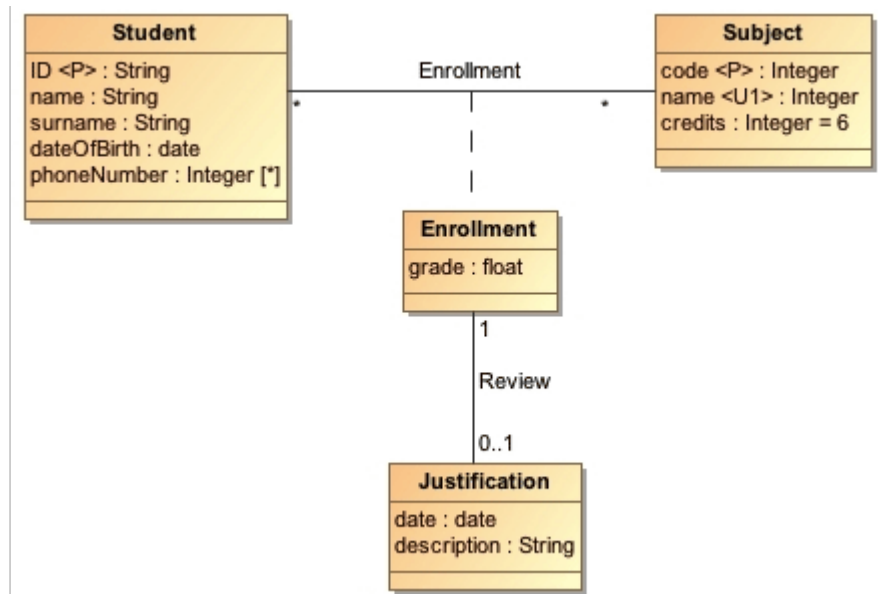 Student
ID <P> : String
name : String
surname : String
dateOfBirth : date
phoneNumber : Integer [*]
Enrollment
*
*
Subject
code <P> : Integer
name <U1> : Integer
credits : Integer = 6
Enrollment
grade : float
1
Review
0..1
Justification
date : date
description : String